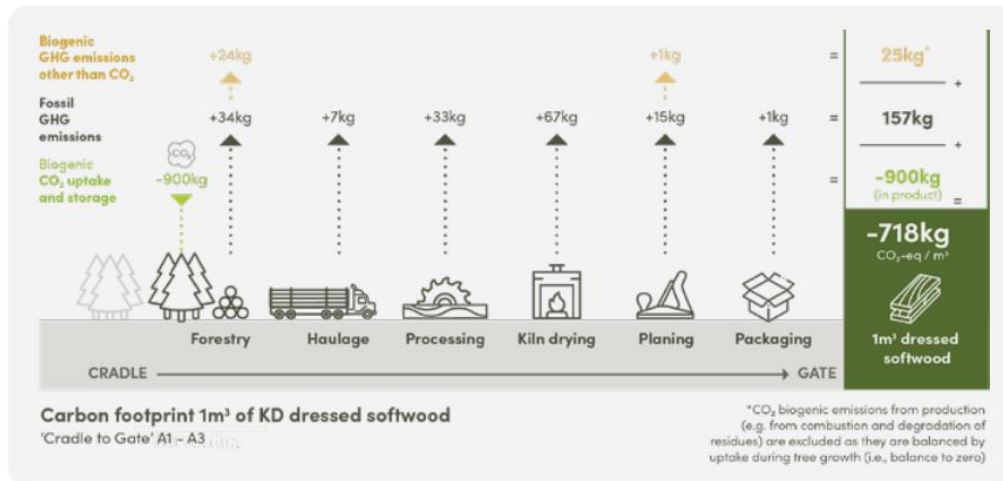 Biogenic
GHG emissions
other than CO₂
+24kg
+1kg
=
25kg*
+
Fossil
GHG
emissions
+34kg
+7kg
+33kg
+67kg
+15kg
+1kg
=
157kg
+
Biogenic
CO₂ uptake
and storage
CO₂
-900kg
=
-900kg
(in product)
=
-718kg
CO₂-eq / m³
1m³ dressed
softwood
Forestry
Haulage
Processing
Kiln drying
Planing
Packaging
CRADLE
GATE
Carbon footprint 1m³ of KD dressed softwood
'Cradle to Gate' A1 - A3
*CO₂ biogenic emissions from production
(e.g. from combustion and degradation of
residues) are excluded as they are balanced by
uptake during tree growth (i.e., balance to zero)